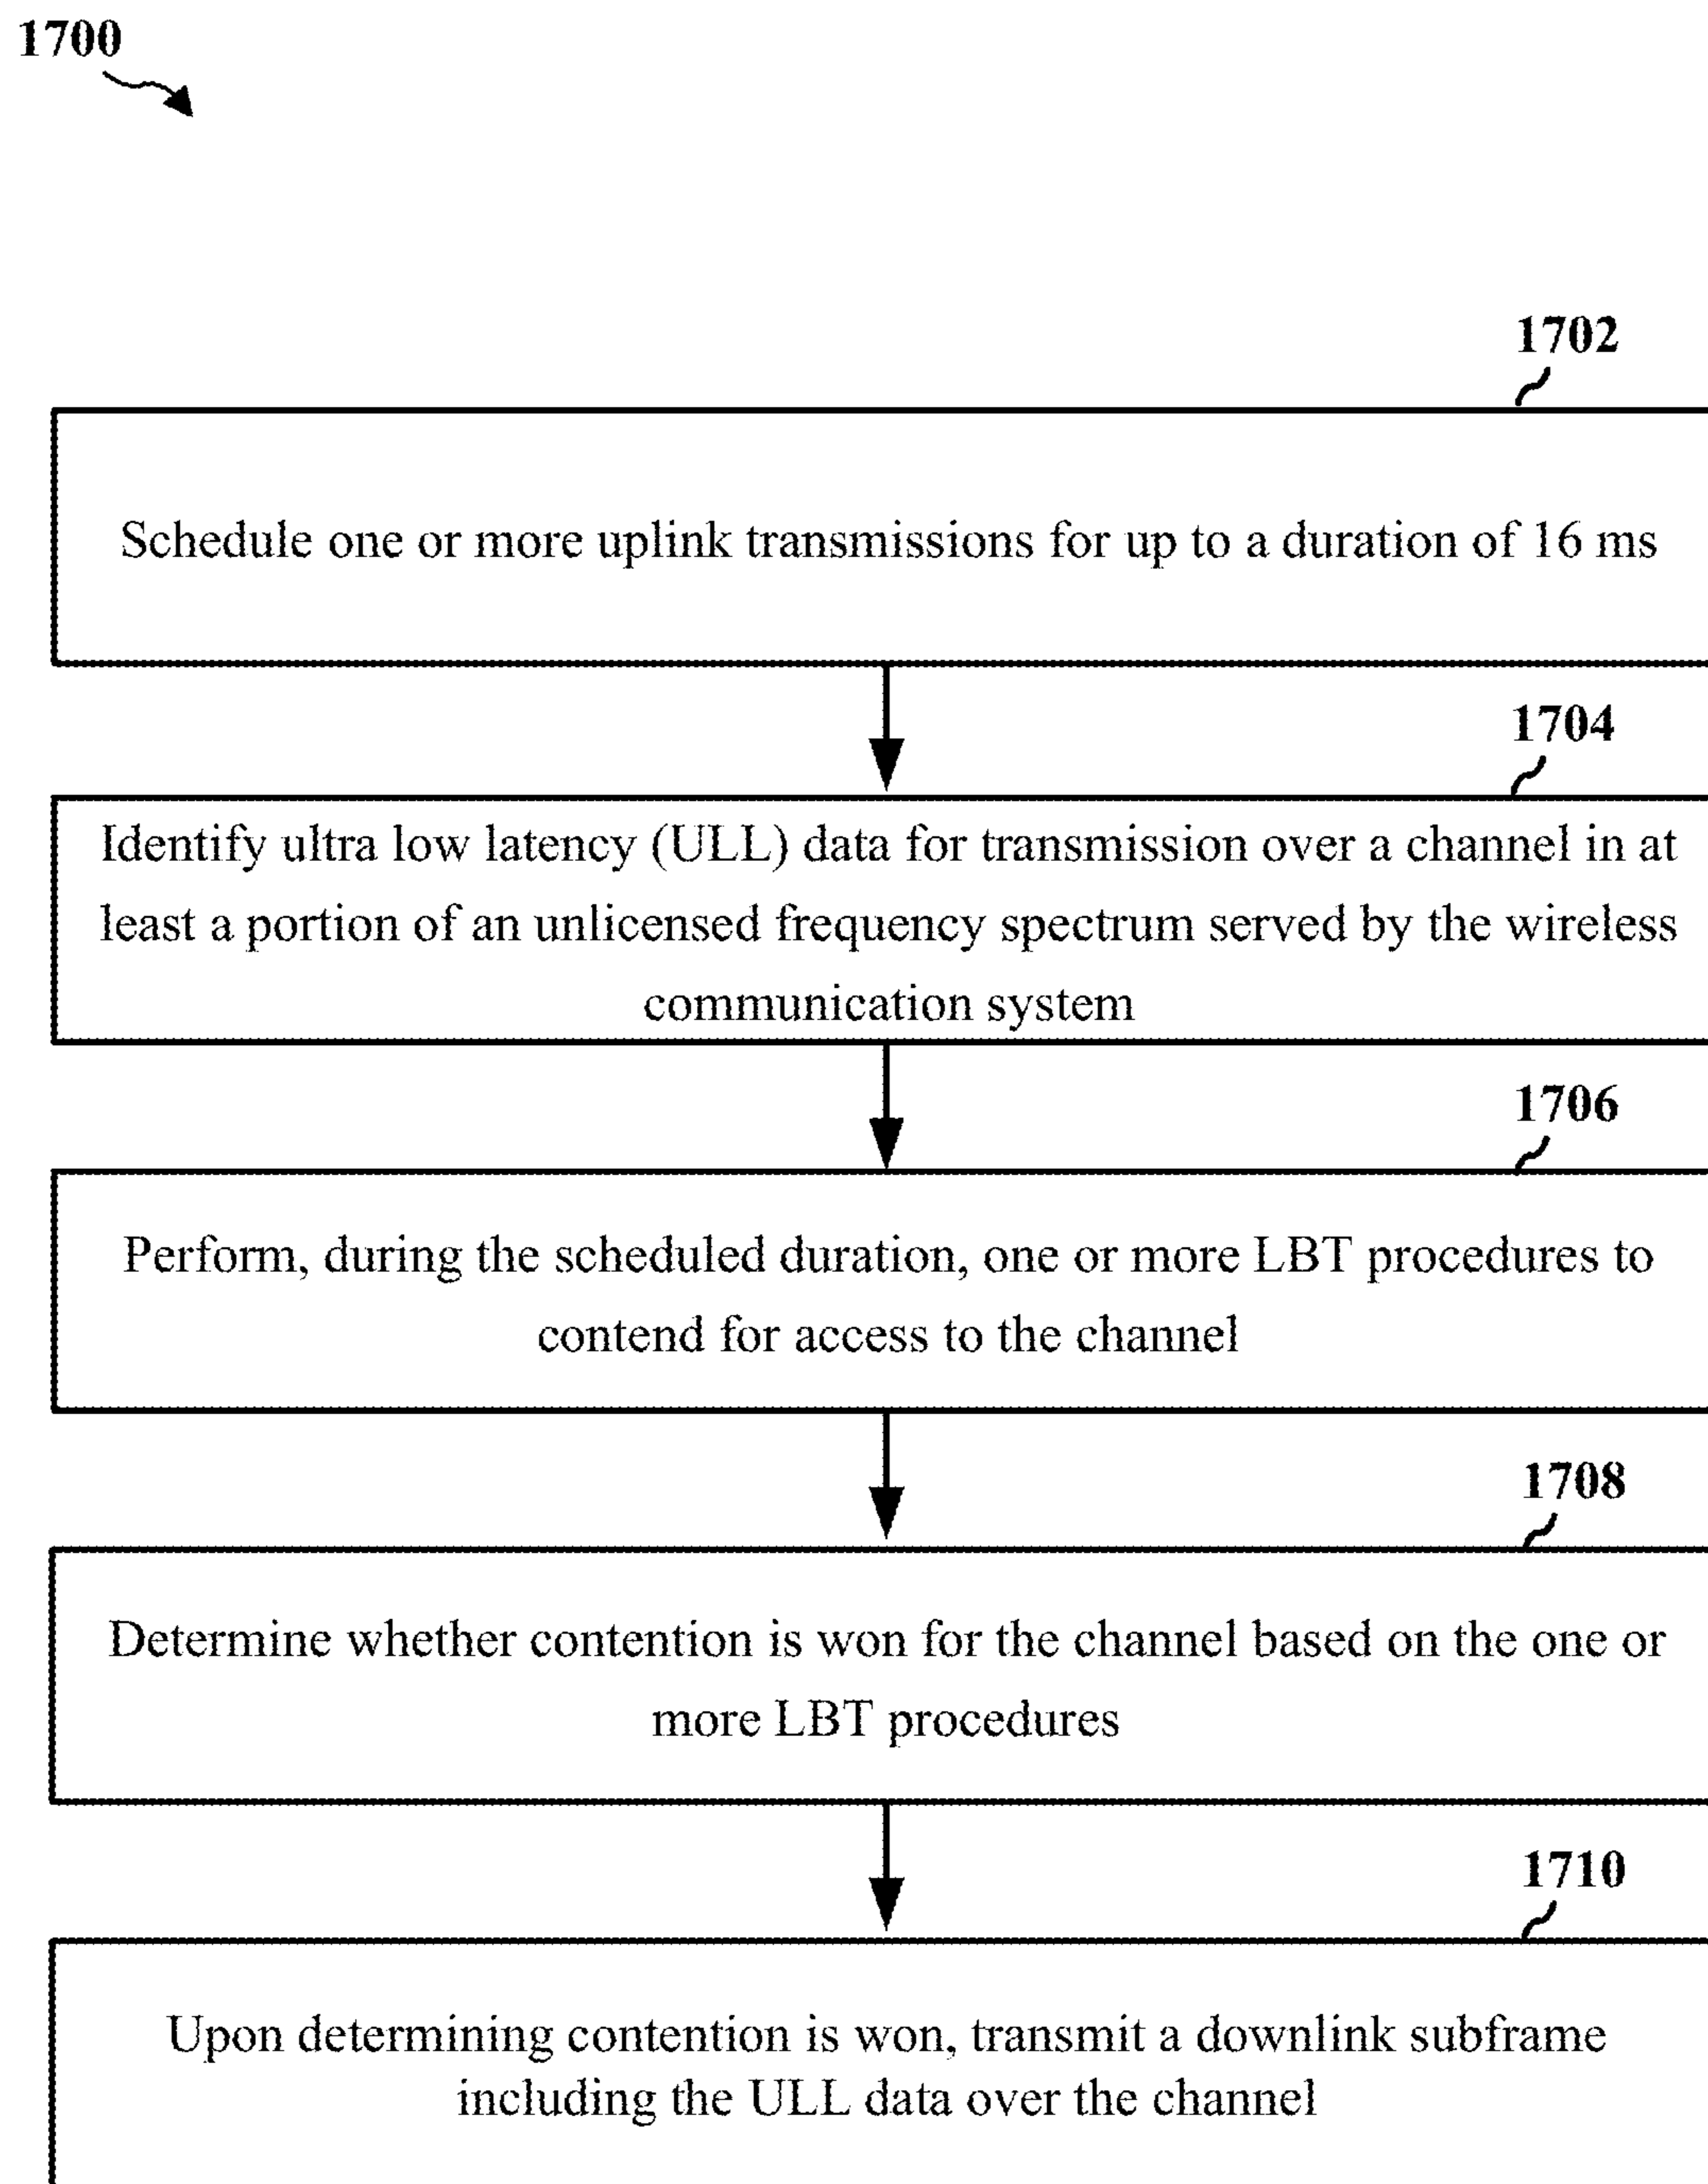 1700
1702
Schedule one or more uplink transmissions for up to a duration of 16 ms
1704
Identify ultra low latency (ULL) data for transmission over a channel in at
least a portion of an unlicensed frequency spectrum served by the wireless
communication system
1706
Perform, during the scheduled duration, one or more LBT procedures to
contend for access to the channel
1708
Determine whether contention is won for the channel based on the one or
more LBT procedures
1710
Upon determining contention is won, transmit a downlink subframe
including the ULL data over the channel